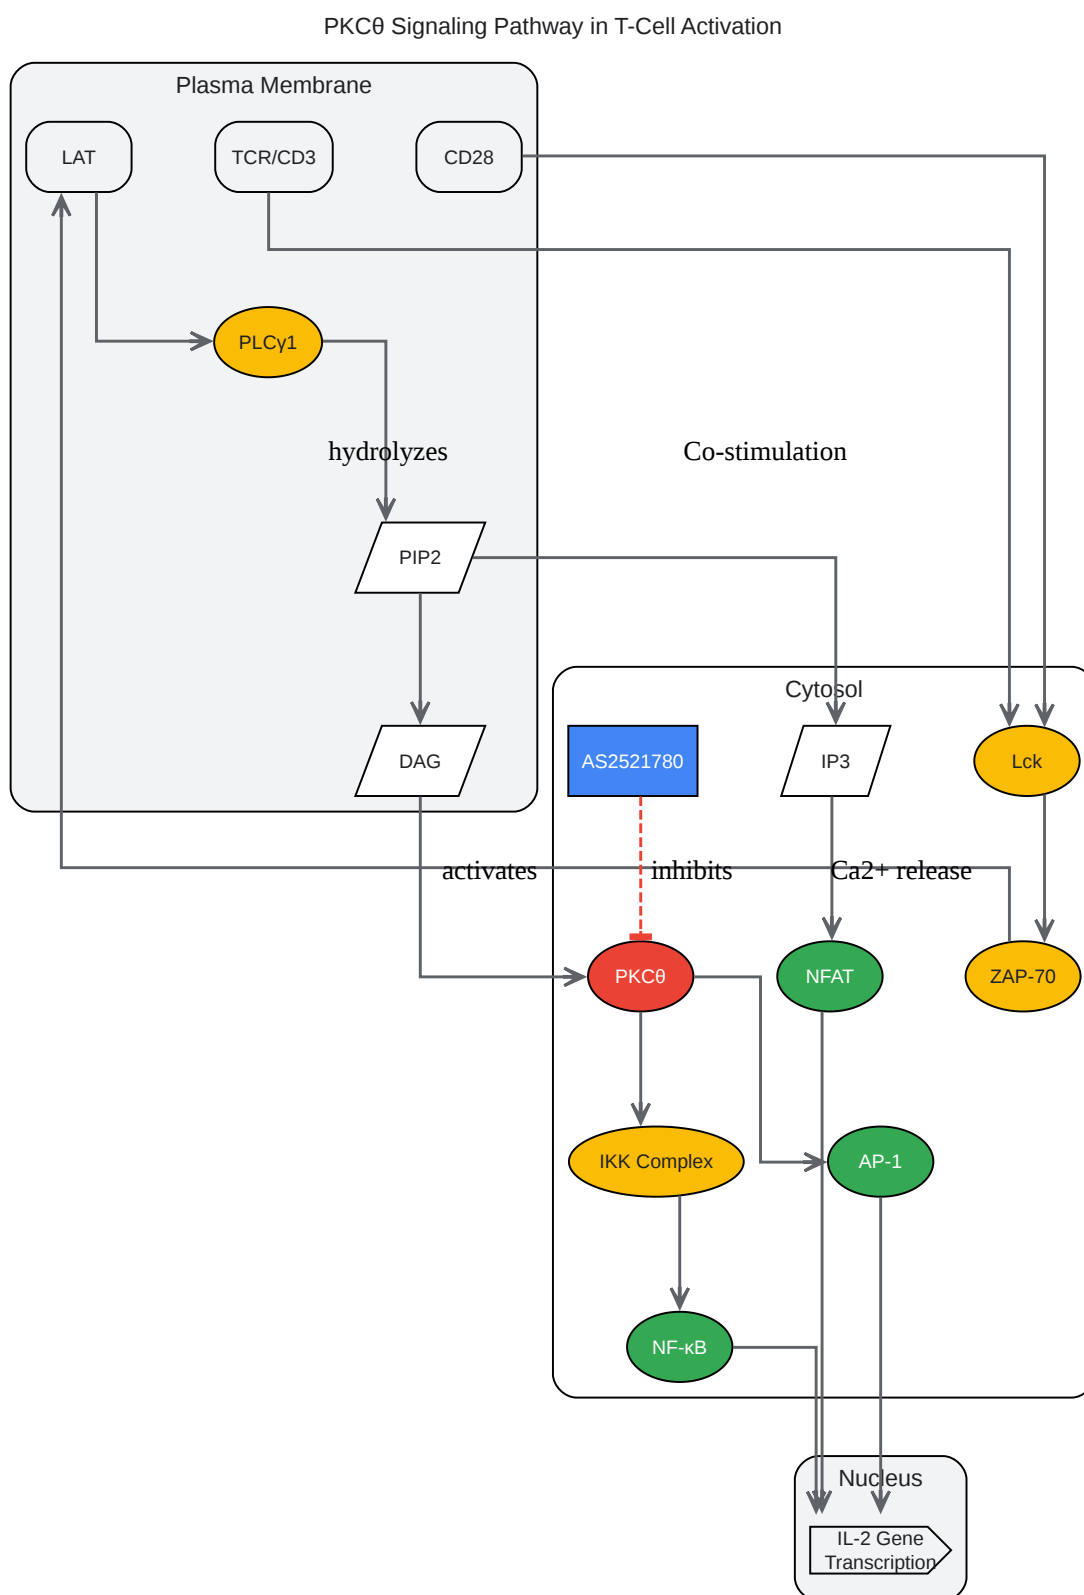 PKCθ Signaling Pathway in T-Cell Activation
Plasma Membrane
LAT
TCR/CD3
CD28
PLCγ1
hydrolyzes
Co-stimulation
PIP2
Cytosol
DAG
AS2521780
IP3
Lck
activates
inhibits
Ca2+ release
PKCθ
NFAT
ZAP-70
IKK Complex
AP-1
NF-κB
Nucleus
IL-2 Gene
Transcription